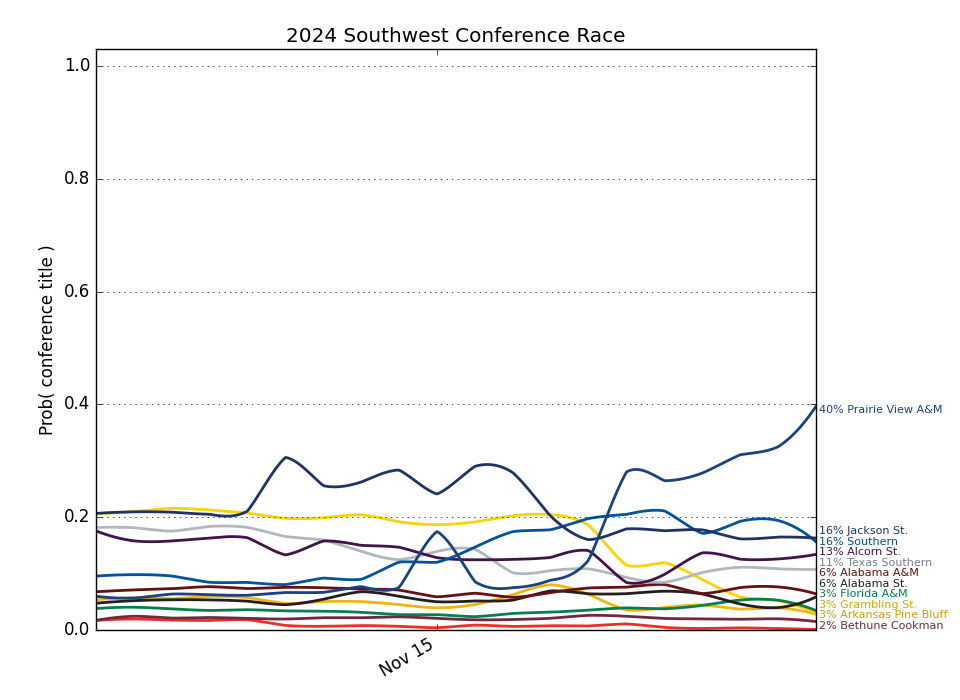 2024 Southwest Conference Race
Prob( conference title )
1.0
0.8
0.6
0.4
0.2
0.0
Nov 15
40% Prairie View A&M
16% Jackson St.
16% Southern
13% Alcorn St.
11% Texas Southern
6% Alabama A&M
6% Alabama St.
3% Florida A&M
3% Grambling St.
3% Arkansas Pine Bluff
2% Bethune Cookman